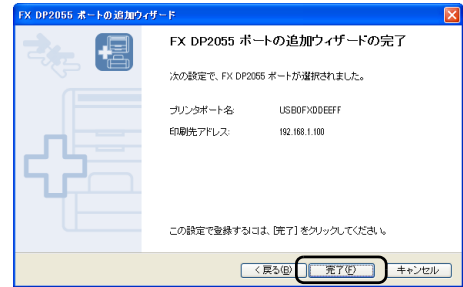 FX DP2055 ポートの追加ウィザード
FX DP2055 ポートの追加ウィザードの完了
次の設定で、FX DP2055 ポートが選択されました。
プリンタポート名: USB0FXDDEEFF
印刷先アドレス: 192.168.1.100
この設定で登録するには、[完了] をクリックしてください。
< 戻る(B) 完了(F) キャンセル